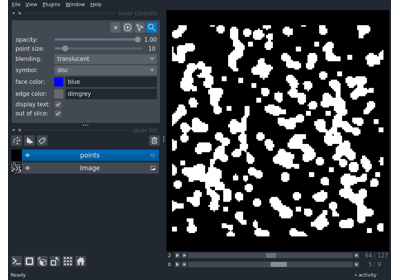 File View Plugins Window Help
layer controls
opacity: 1.00
point size: 10
blending: translucent
symbol: disc
face color: blue
edge color: dimgrey
display text:
out of slice:
layer list
points
Image
2 64 127
0 5 9
Ready activity